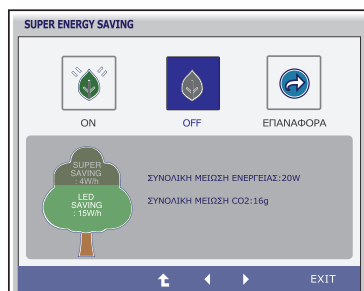 SUPER ENERGY SAVING
ON
OFF
ΕΠΑΝΑΦΟΡΑ
SUPER
SAVING
: 4W/h
LED
SAVING
: 15W/h
ΣΥΝΟΛΙΚΗ ΜΕΙΩΣΗ ΕΝΕΡΓΕΙΑΣ:20W
ΣΥΝΟΛΙΚΗ ΜΕΙΩΣΗ CO2:16g
EXIT